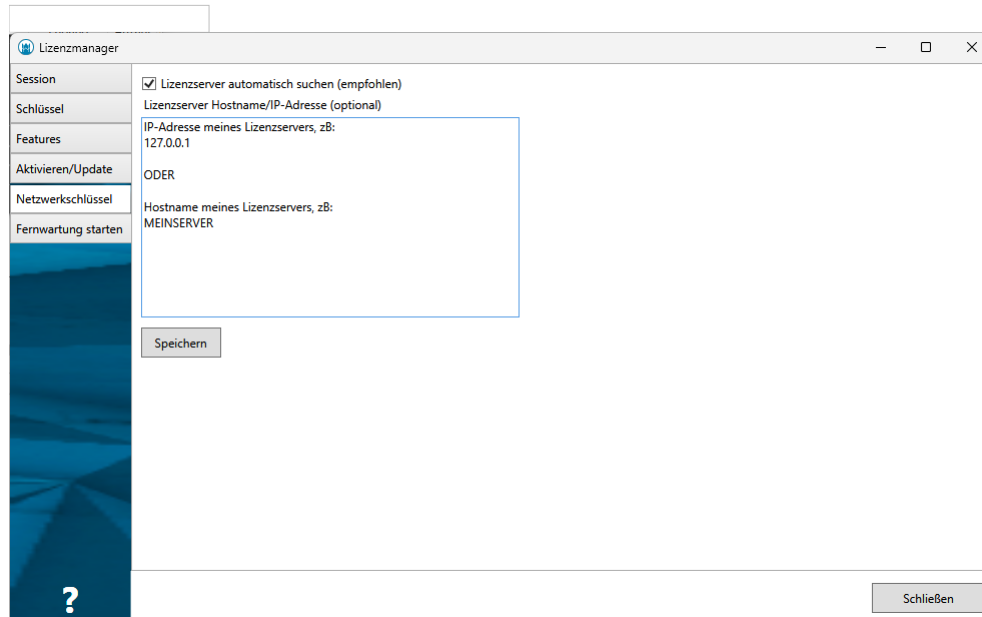 Lizenzmanager
Session
Schlüssel
Features
Aktivieren/Update
Netzwerkschlüssel
Fernwartung starten
?
Lizenzserver automatisch suchen (empfohlen)
Lizenzserver Hostname/IP-Adresse (optional)
IP-Adresse meines Lizenzservers, zB:
127.0.0.1
ODER
Hostname meines Lizenzservers, zB:
MEINSERVER
Speichern
Schließen